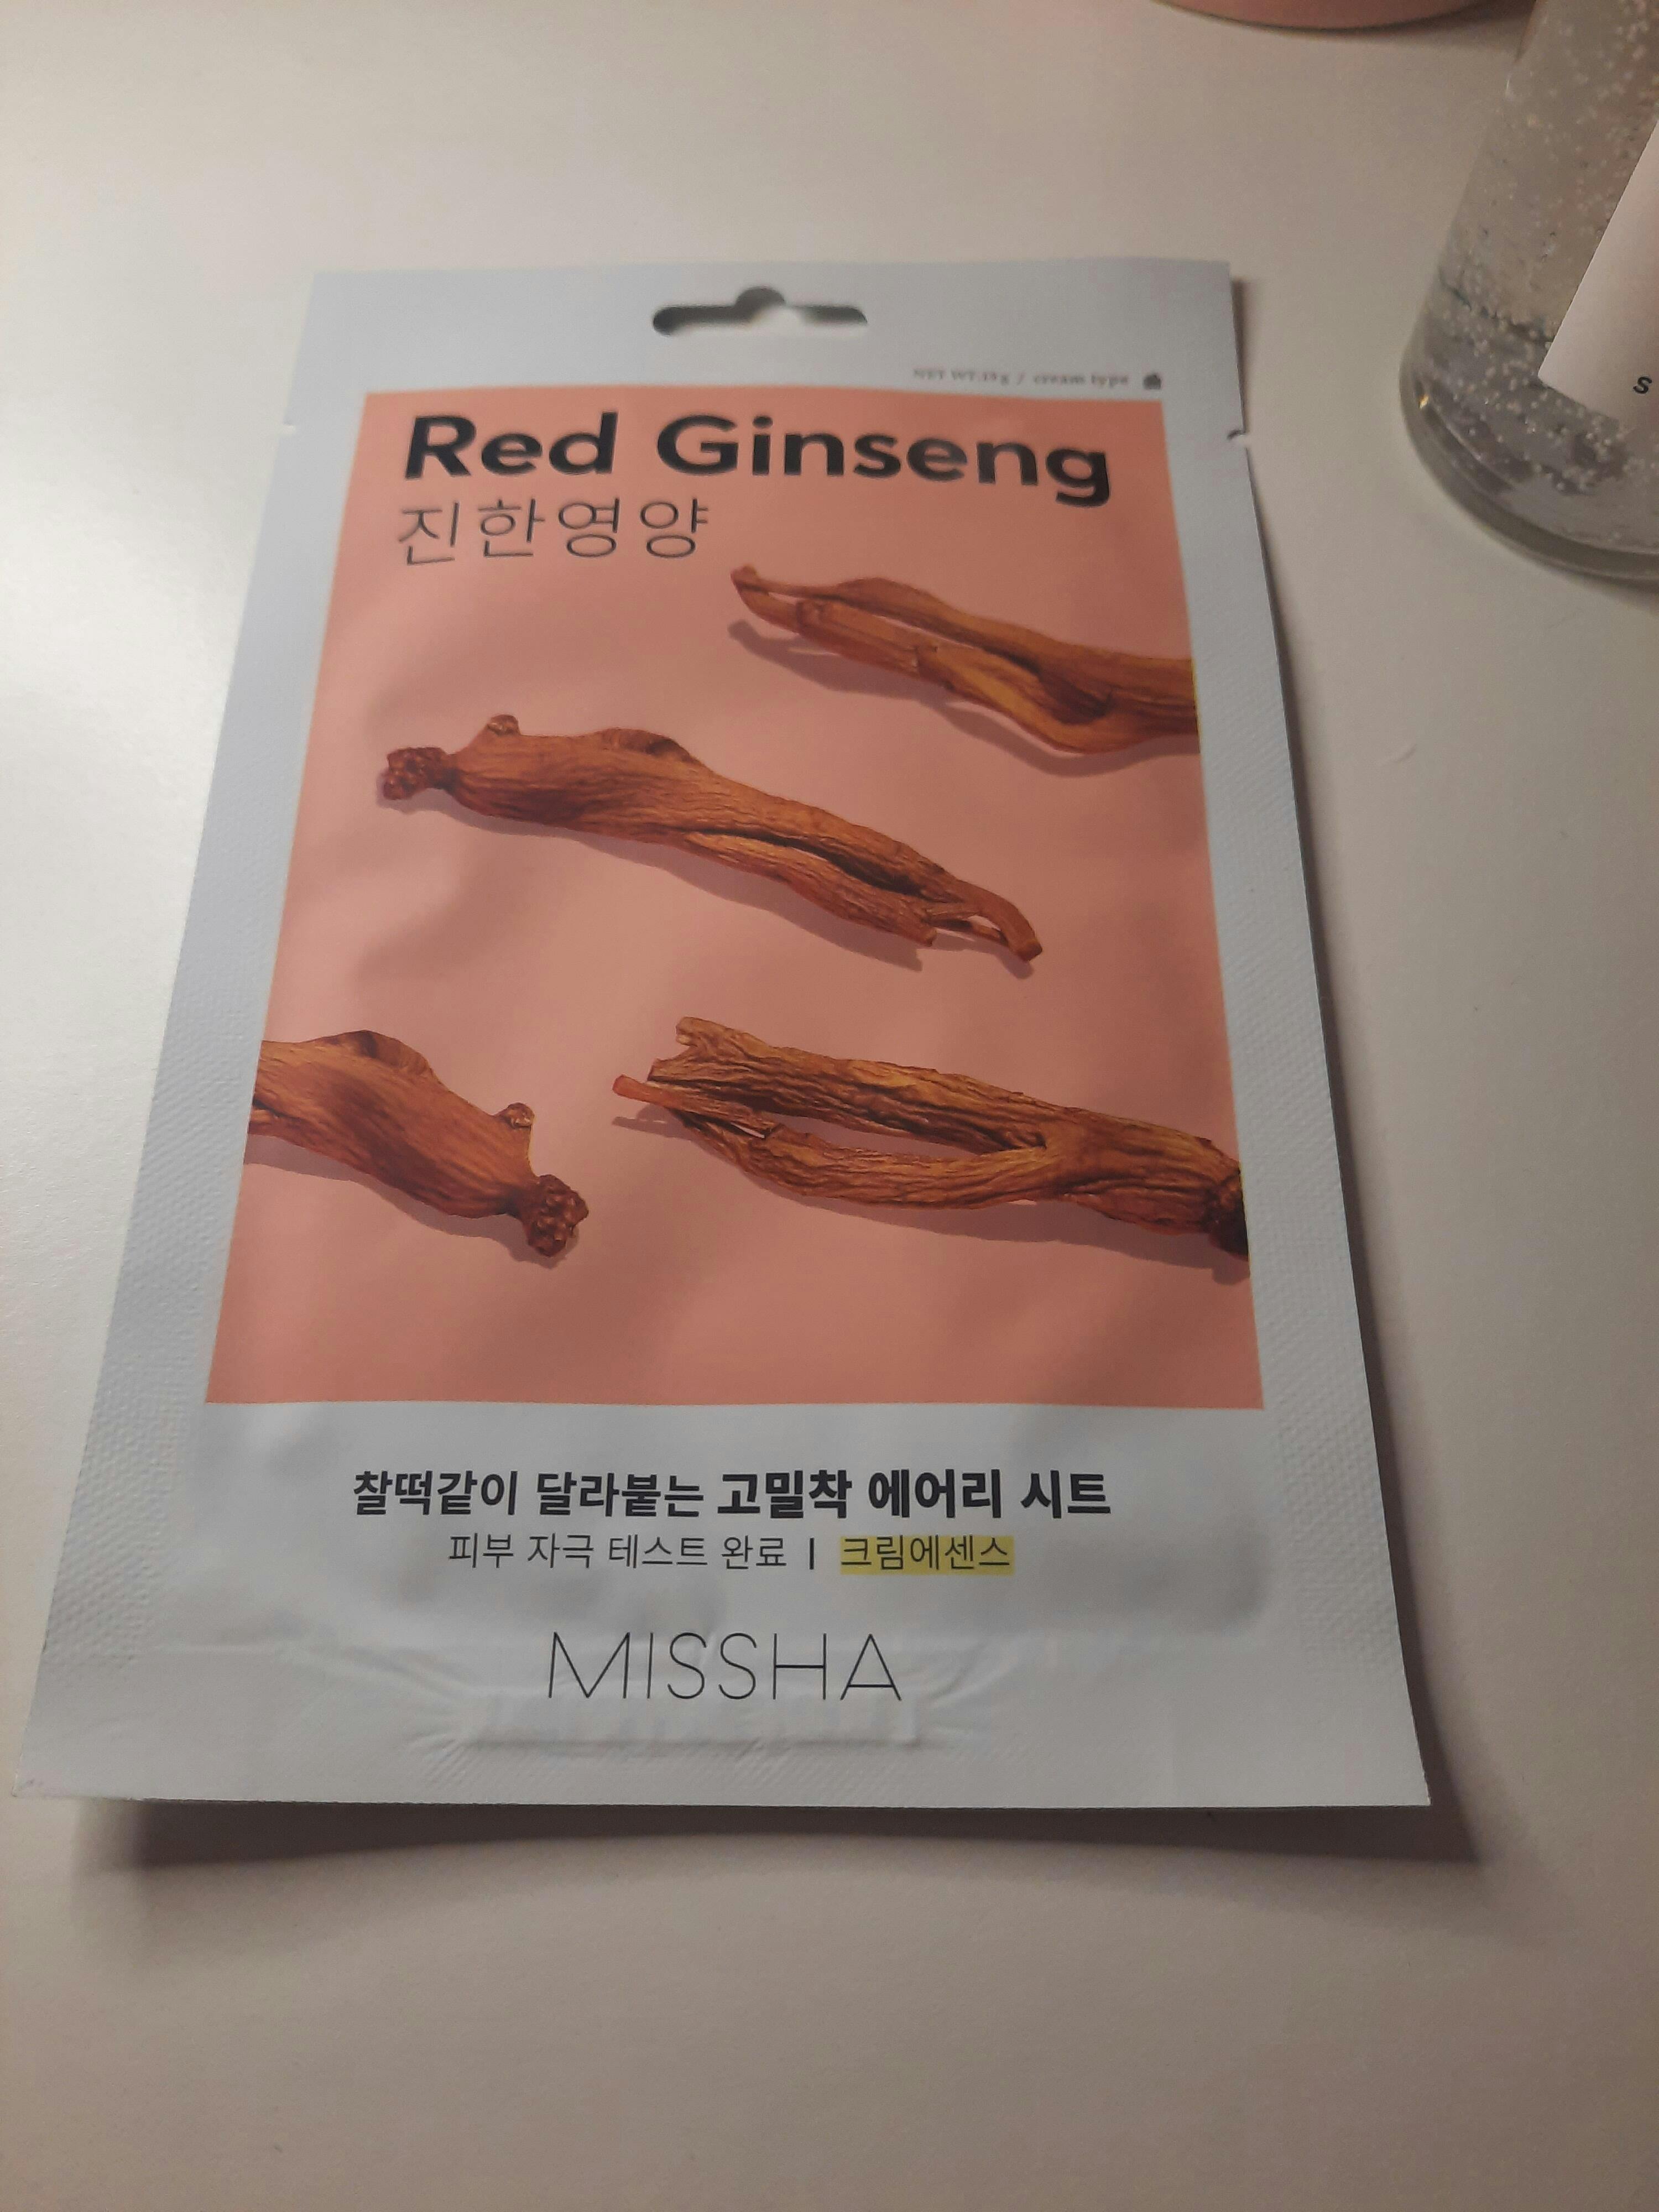 NET WT.15g / cream type
Red Ginseng
진한영양
찰떡같이 달라붙는 고밀착 에어리 시트
피부 자극 테스트 완료 | 크림에센스
MISSHA
S